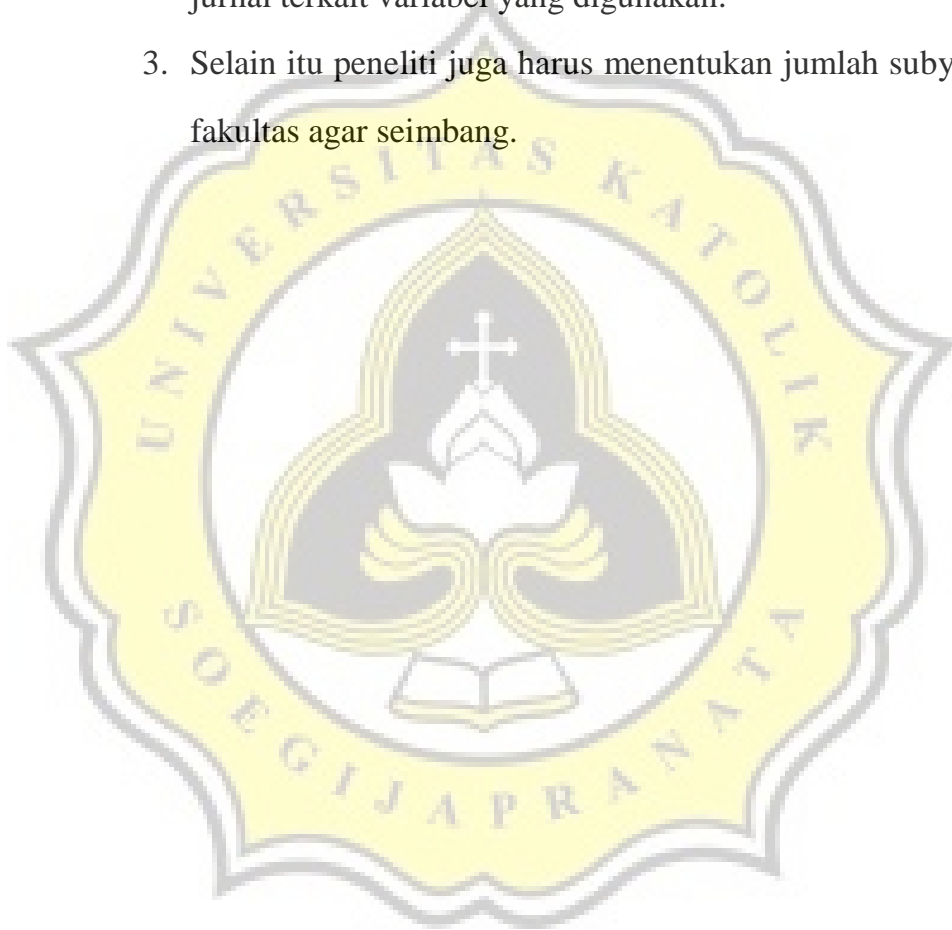 jurnal terkait variabel yang digunakan.
3. Selain itu peneliti juga harus menentukan jumlah suby
fakultas agar seimbang.
UNIVERSITAS KATOLIK
SOEGIJAPRANATA